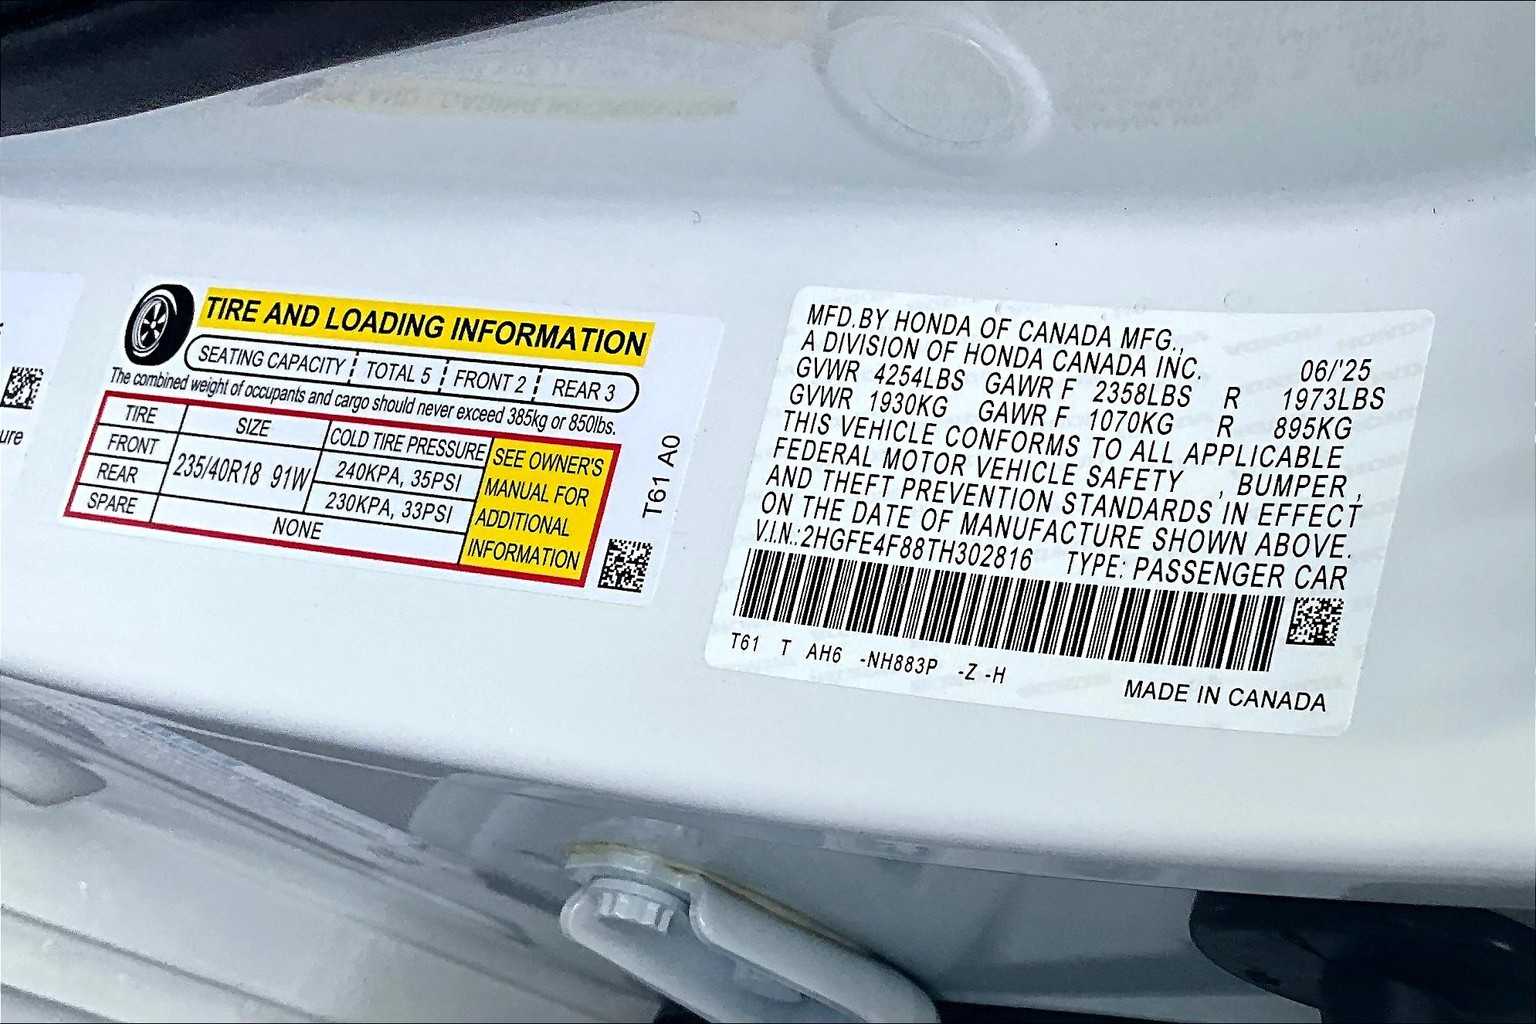 ure
TIRE AND LOADING INFORMATION
SEATING CAPACITY TOTAL 5 FRONT 2 REAR 3
The combined weight of occupants and cargo should never exceed 385kg or 850lbs.
TIRE SIZE COLD TIRE PRESSURE
FRONT 235/40R18 91W 240KPA, 35PSI
REAR 230KPA, 33PSI
SPARE NONE
SEE OWNER'S
MANUAL FOR
ADDITIONAL
INFORMATION
T61 A0
MFD.BY HONDA OF CANADA MFG.,
A DIVISION OF HONDA CANADA INC. 06/'25
GVWR 4254LBS GAWR F 2358LBS R 1973LBS
GVWR 1930KG GAWR F 1070KG R 895KG
THIS VEHICLE CONFORMS TO ALL APPLICABLE
FEDERAL MOTOR VEHICLE SAFETY , BUMPER ,
AND THEFT PREVENTION STANDARDS IN EFFECT
ON THE DATE OF MANUFACTURE SHOWN ABOVE.
V.I.N.:2HGFE4F88TH302816 TYPE: PASSENGER CAR
T61 T AH6 -NH883P -Z -H
MADE IN CANADA